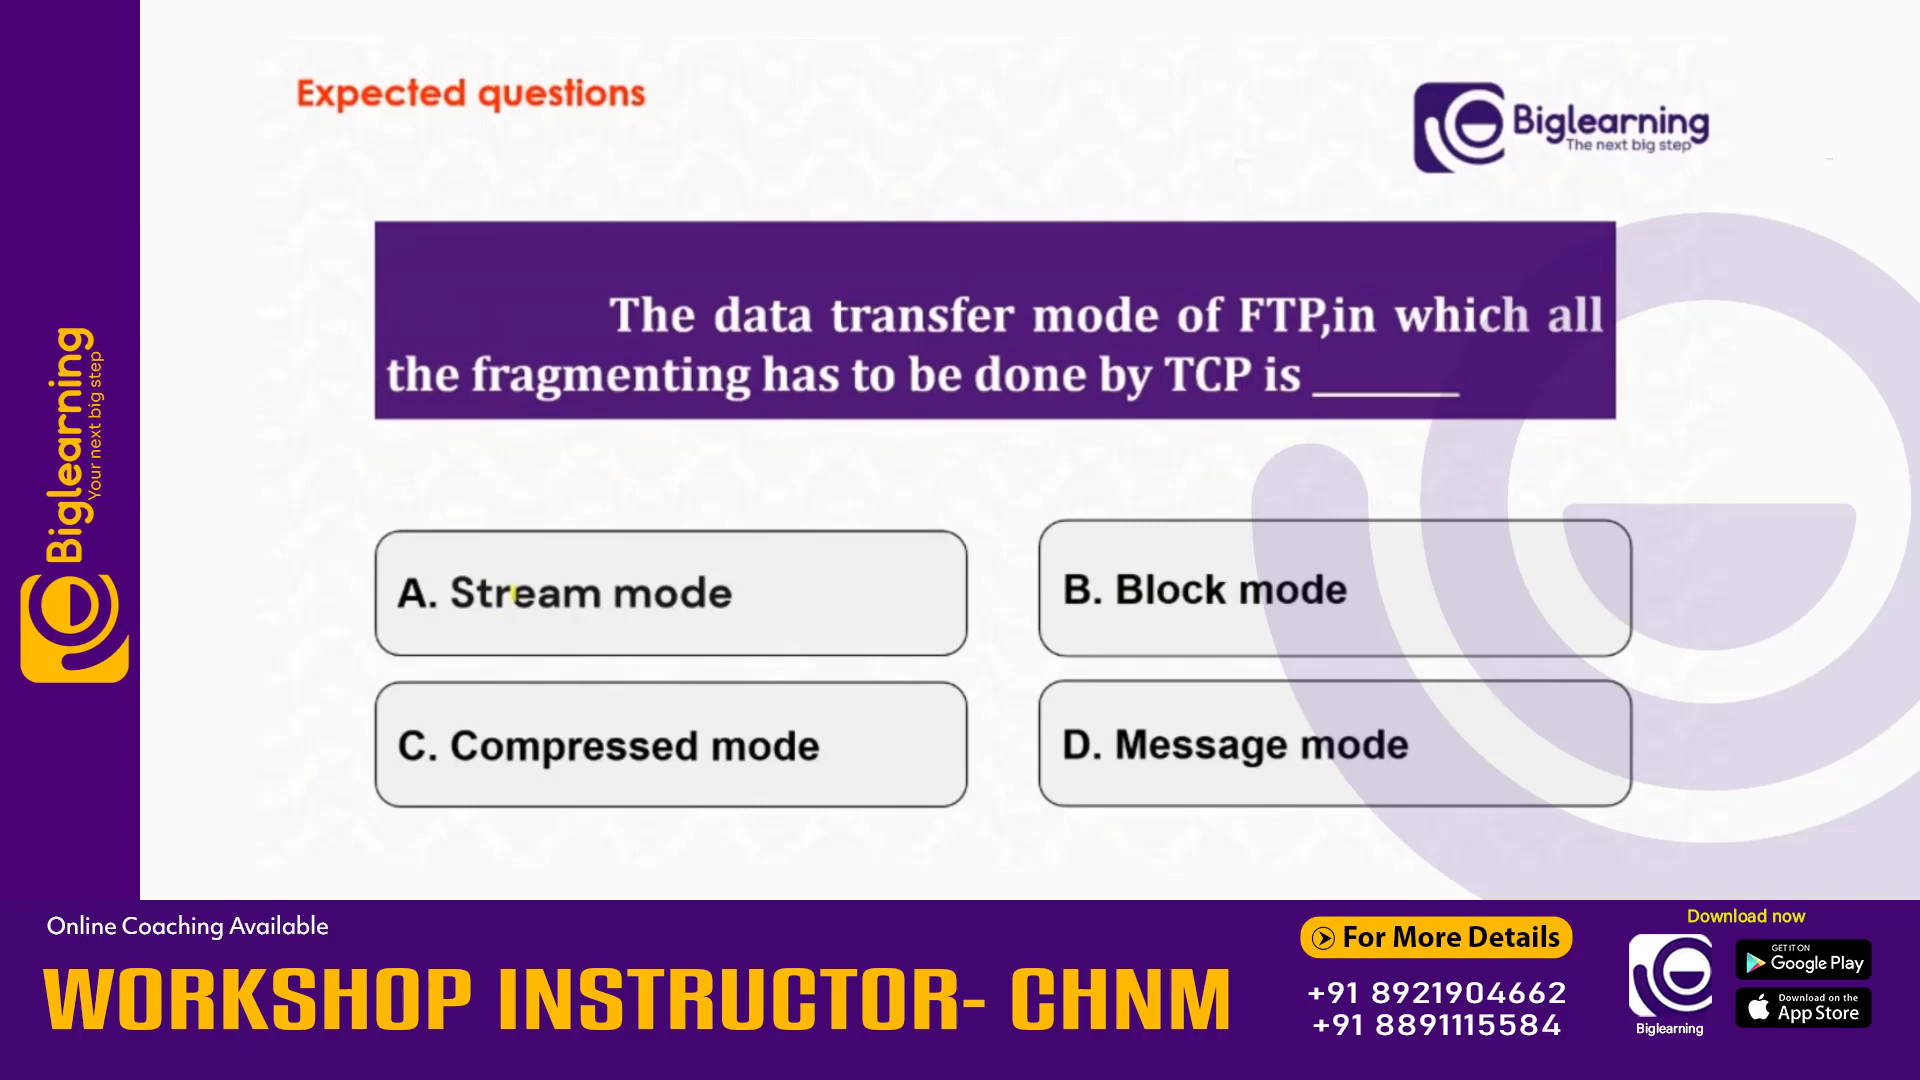 Expected questions
Biglearning
The next big step
The data transfer mode of FTP,in which all
the fragmenting has to be done by TCP is _______
A. Stream mode
B. Block mode
C. Compressed mode
D. Message mode
Biglearning
Your next big step
Online Coaching Available
WORKSHOP INSTRUCTOR- CHNM
For More Details
+91 8921904662
+91 8891115584
Download now
Biglearning
GET IT ON
Google Play
Download on the
App Store